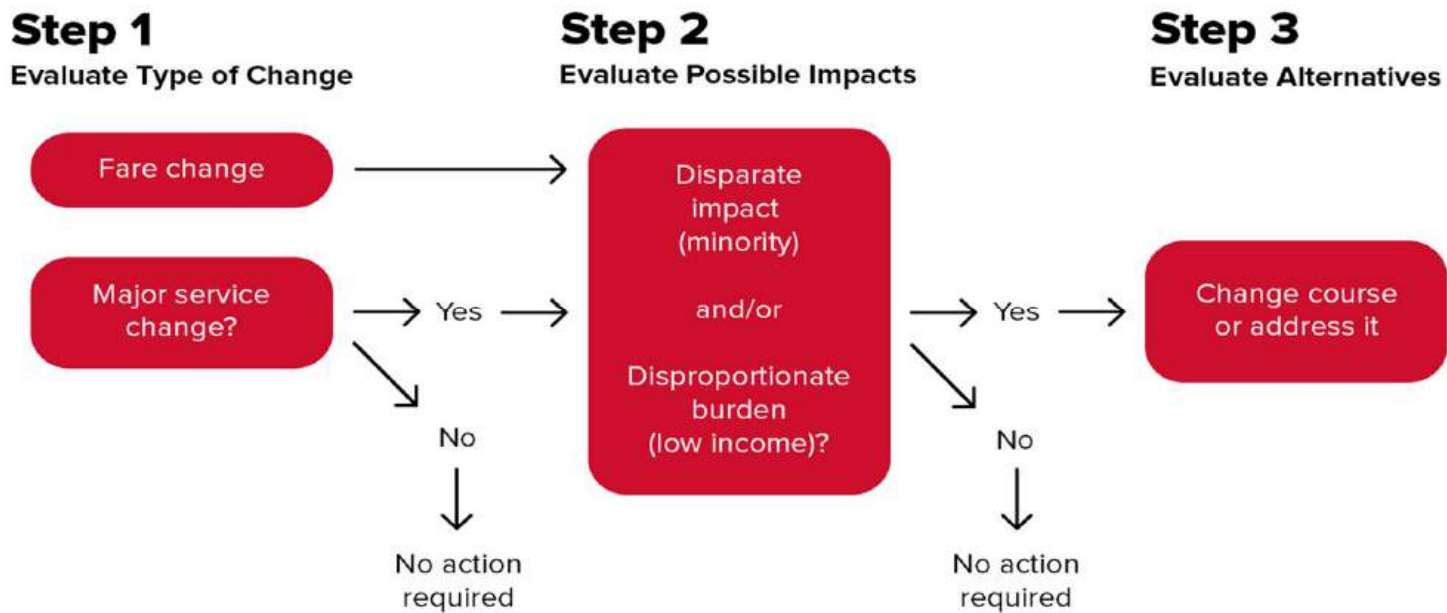 Step 1
Evaluate Type of Change
Fare change
Major service
change?
Yes
No
No action
required
Step 2
Evaluate Possible Impacts
Disparate
impact
(minority)
and/or
Disproportionate
burden
(low income)?
Yes
No
No action
required
Step 3
Evaluate Alternatives
Change course
or address it